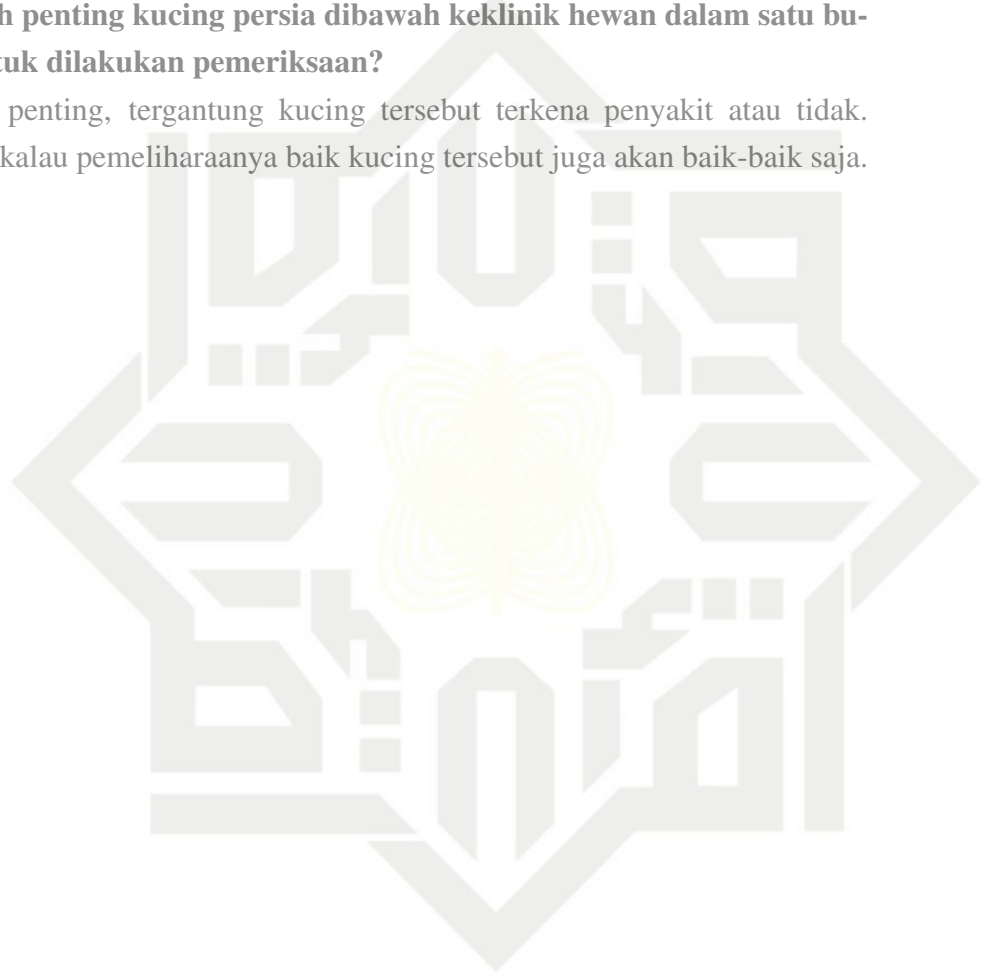 h penting kucing persia dibawah keklinik hewan dalam satu bu-
tuk dilakukan pemeriksaan?
penting, tergantung kucing tersebut terkena penyakit atau tidak.
kalau pemeliharaanya baik kucing tersebut juga akan baik-baik saja.